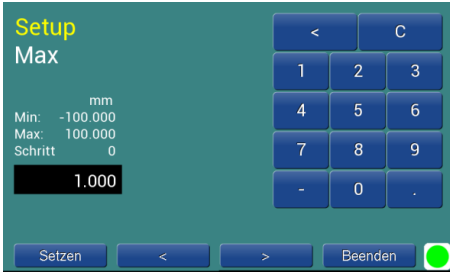 Setup
Max
mm
Min: -100.000
Max: 100.000
Schritt 0
1.000
< C
1 2 3
4 5 6
7 8 9
- 0 .
Setzen < > Beenden